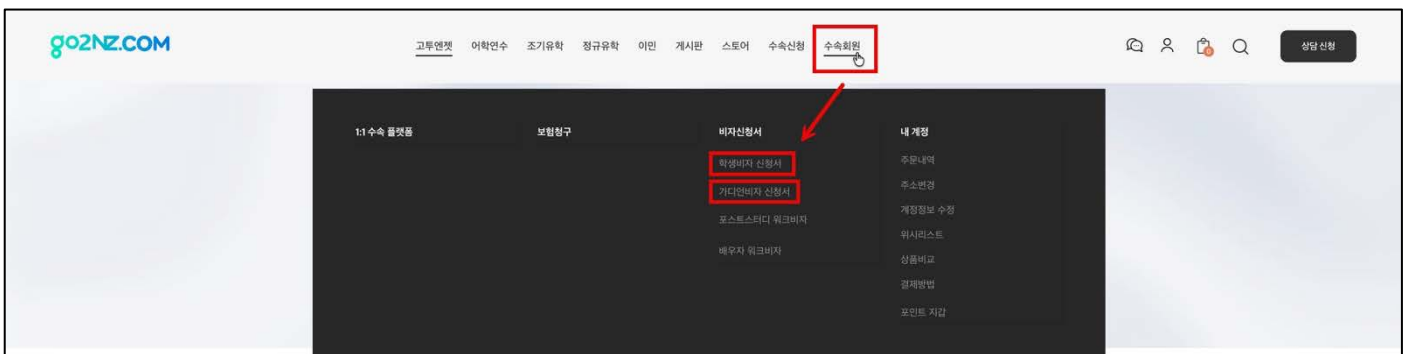 go2NZ.COM
고투엔젯 어학연수 조기유학 정규유학 이민 게시판 스토어 수속신청 수속회원
0
상담 신청
1:1 수속 플랫폼
보험청구
비자신청서
학생비자 신청서
가디언비자 신청서
포스트스터디 워크비자
배우자 워크비자
내 계정
주문내역
주소변경
계정정보 수정
위시리스트
상품비교
결제방법
포인트 지갑